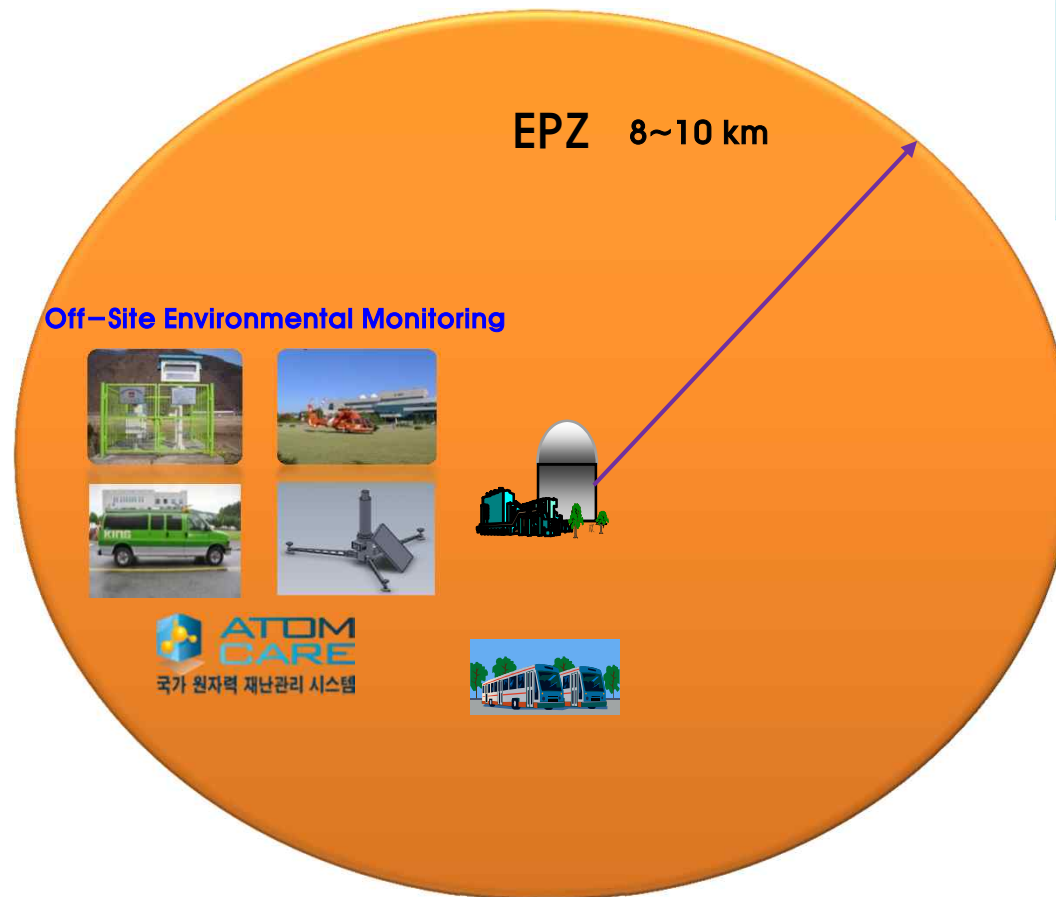 EPZ 8~10 km
Off-Site Environmental Monitoring
KINS
ATOM
CARE
국가 원자력 재난관리 시스템